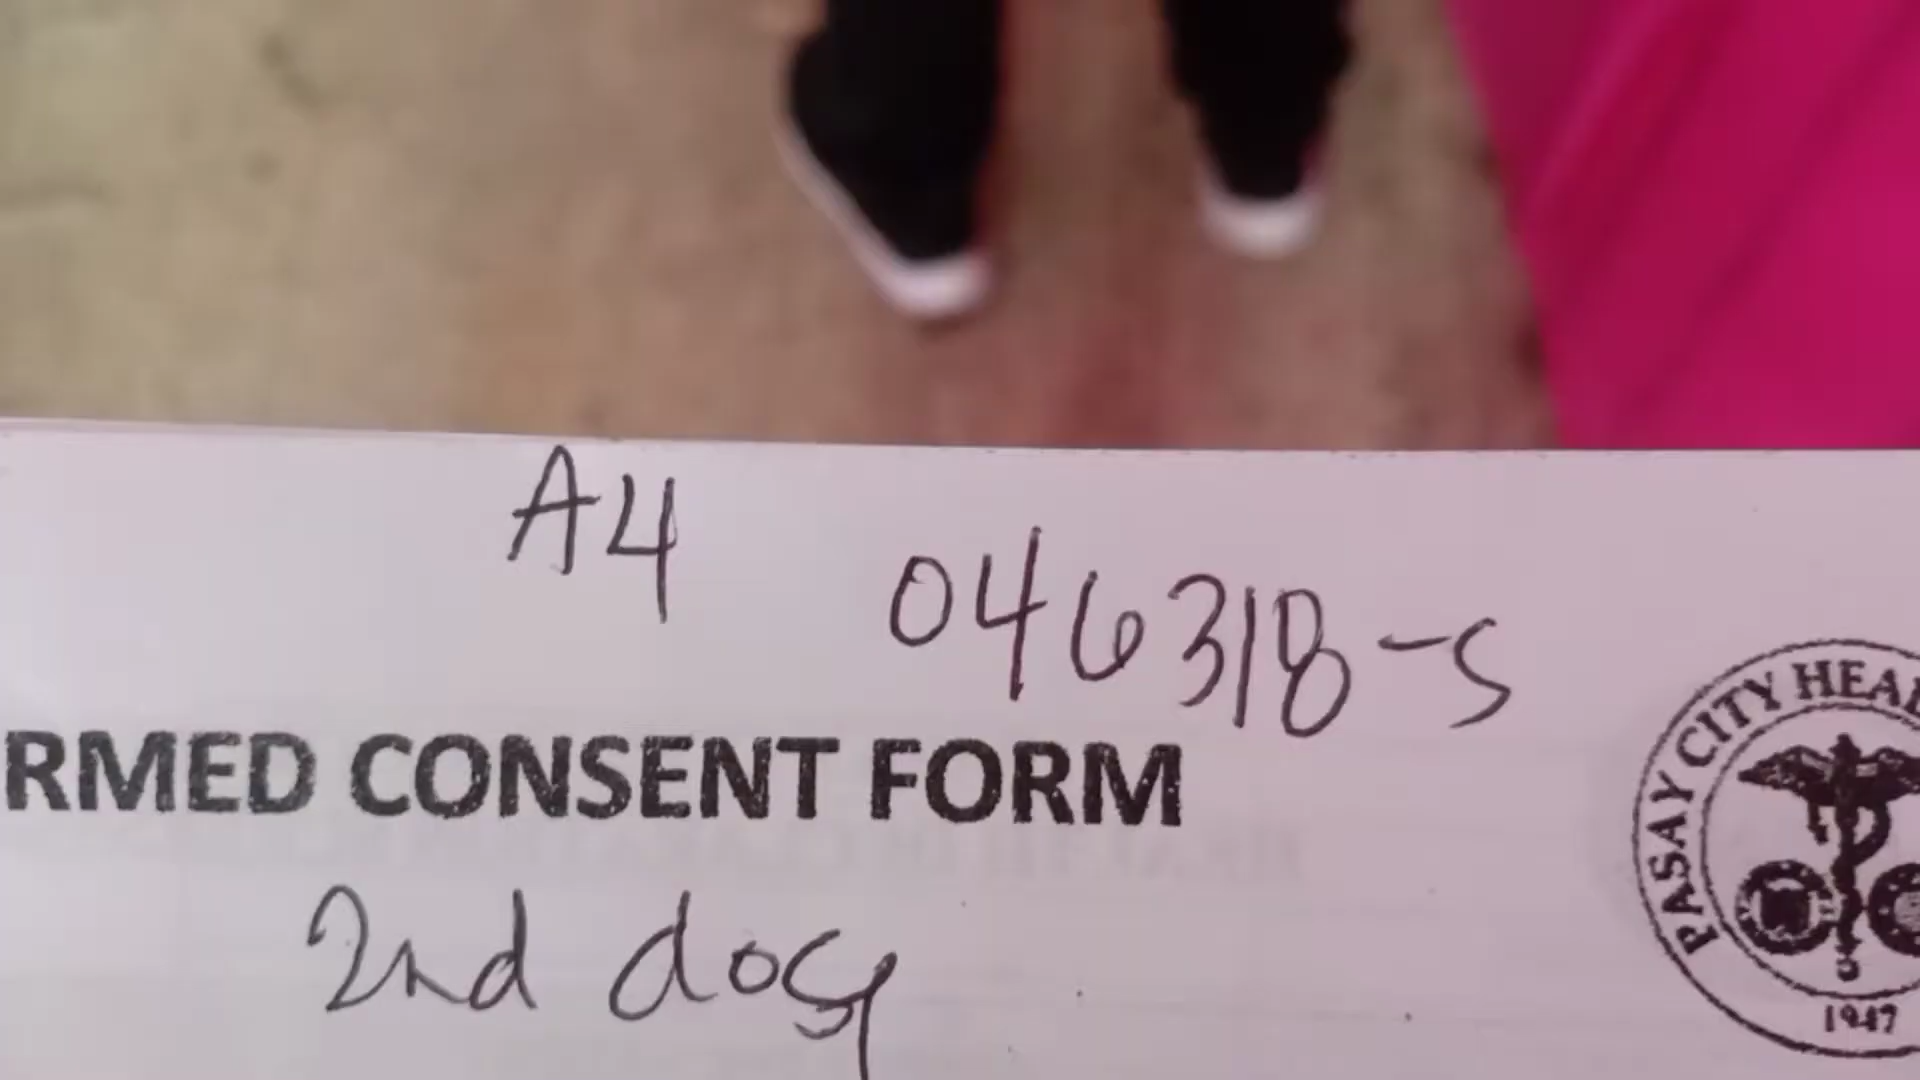 A4
046318-S
RMED CONSENT FORM
2nd dose
PASAY CITY HEA
1947